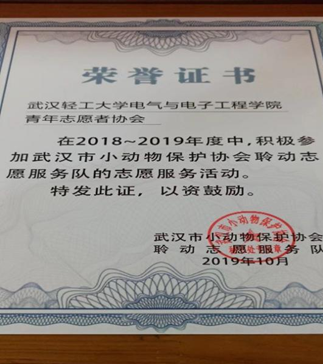 荣誉证书
武汉轻工大学电气与电子工程学院
青年志愿者协会
在2018~2019年度中,积极参
加武汉市小动物保护协会聆动志
愿服务队的志愿服务活动。
特发此证,以资鼓励。
武汉市小动物保护协会
聆动志愿服务队
2019年10月